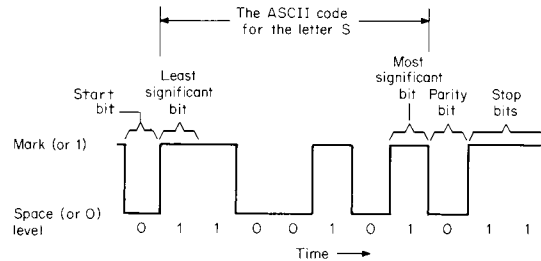 The ASCII code
for the letter S
Start
bit
Least
significant
bit
Most
significant
bit
Parity
bit
Stop
bits
Mark (or 1)
Space (or 0)
level
0 1 1 0 0 1 0 1 0 1 1
Time